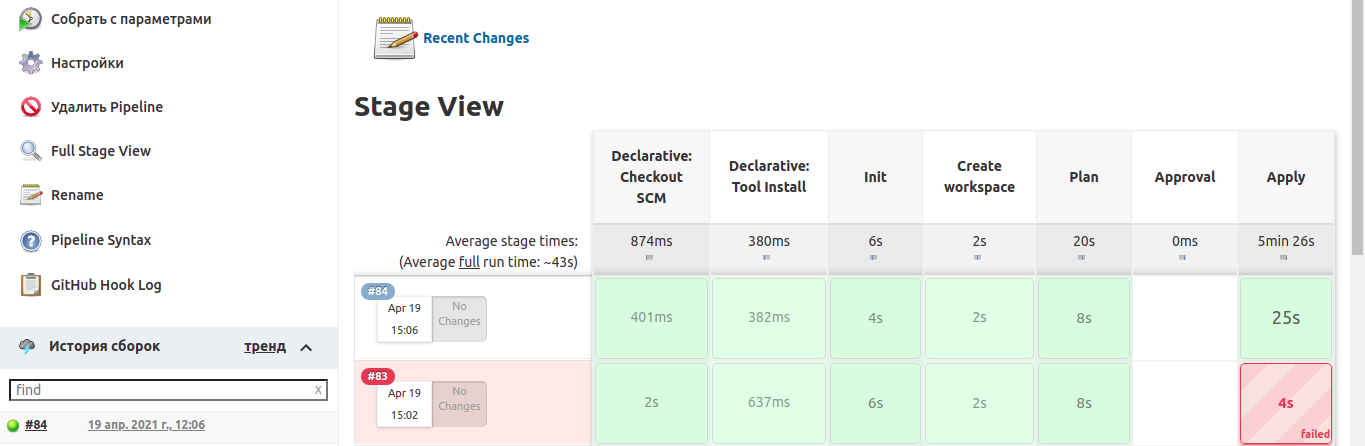 Собрать с параметрами
Настройки
Удалить Pipeline
Full Stage View
Rename
Pipeline Syntax
GitHub Hook Log
История сборок тренд
find x
#84 19 апр. 2021 г., 12:06
Recent Changes
Stage View
Declarative:
Checkout
SCM
Declarative:
Tool Install
Init
Create
workspace
Plan
Approval
Apply
Average stage times:
(Average full run time: ~43s)
874ms 380ms 6s 2s 20s 0ms 5min 26s
#84
Apr 19
15:06
No
Changes
401ms 382ms 4s 2s 8s 25s
#83
Apr 19
15:02
No
Changes
2s 637ms 6s 2s 8s 4s
failed